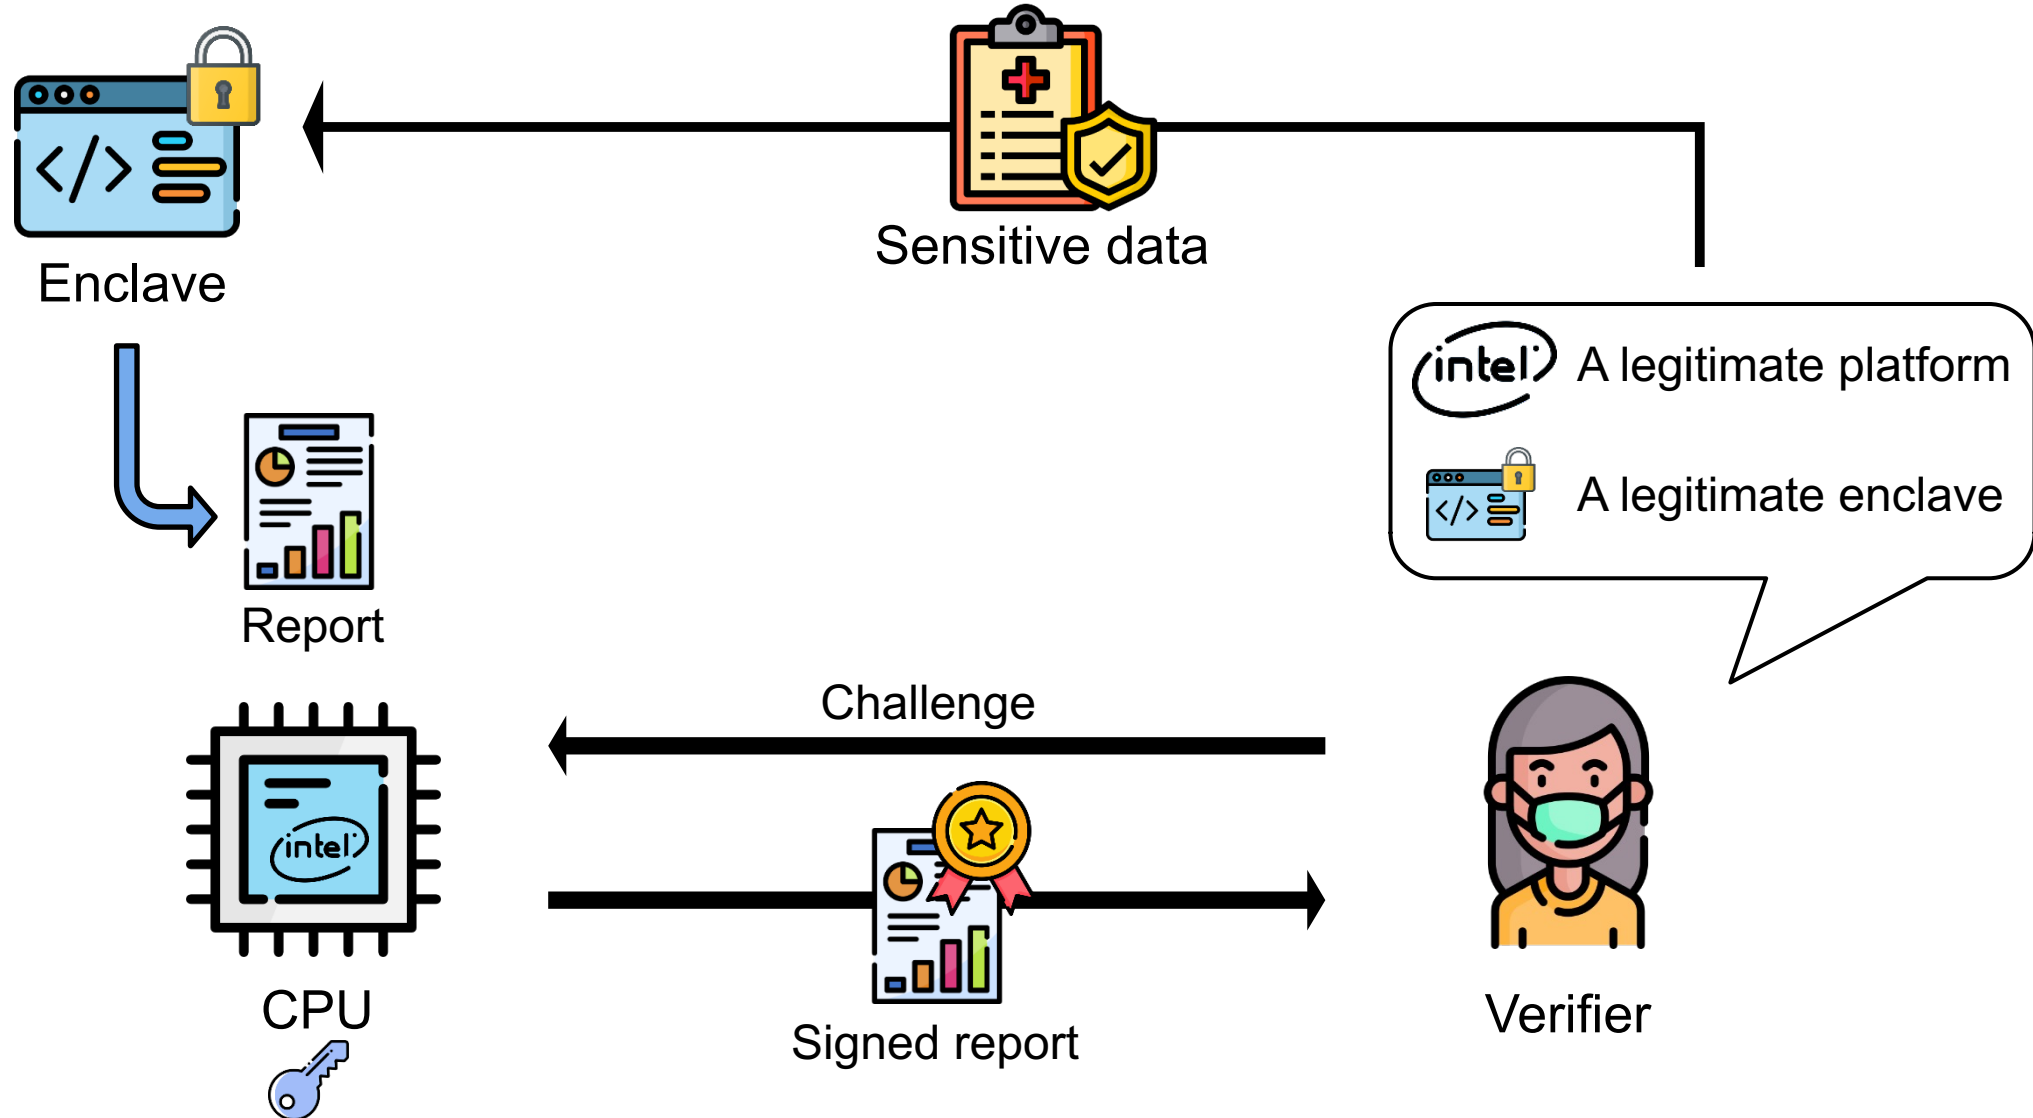 Enclave
Sensitive data
intel
A legitimate platform
</>
A legitimate enclave
</>
Report
Challenge
intel
CPU
Signed report
Verifier